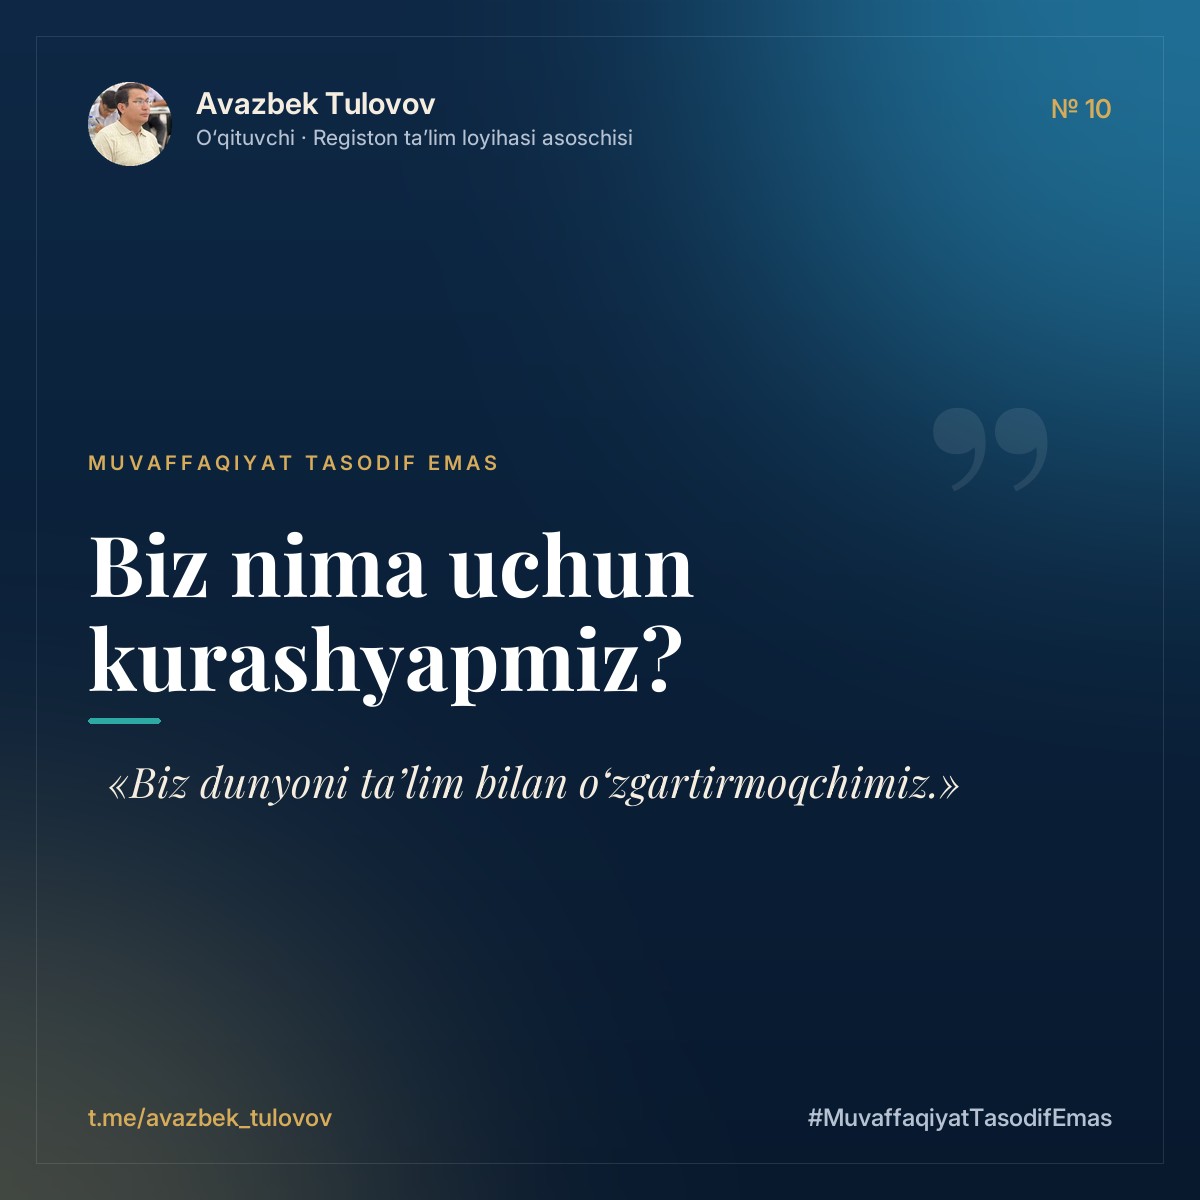 Avazbek Tulovov
O‘qituvchi · Registon ta’lim loyihasi asoschisi
№ 10
MUVAFFAQIYAT TASODIF EMAS
”
Biz nima uchun
kurashyapmiz?
«Biz dunyoni ta’lim bilan o‘zgartirmoqchimiz.»
t.me/avazbek_tulovov
#MuvaffaqiyatTasodifEmas